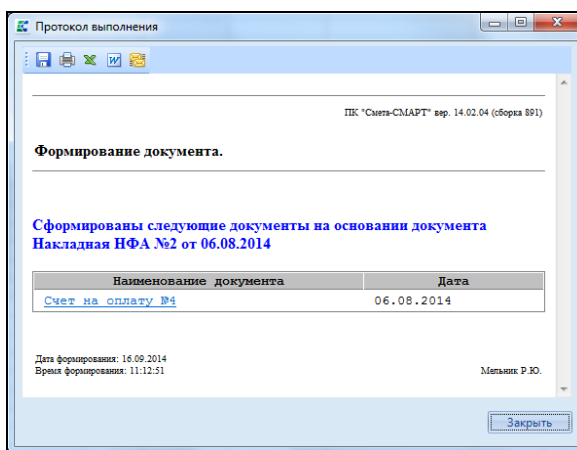 Протокол выполнения
ПК "Смета-СМАРТ" вер. 14.02.04 (сборка 891)
Формирование документа.
Сформированы следующие документы на основании документа
Накладная НФА №2 от 06.08.2014
Наименование документа Дата
Счет на оплату №4 06.08.2014
Дата формирования: 16.09.2014
Время формирования: 11:12:51 Мельник Р.Ю.
Закрыть